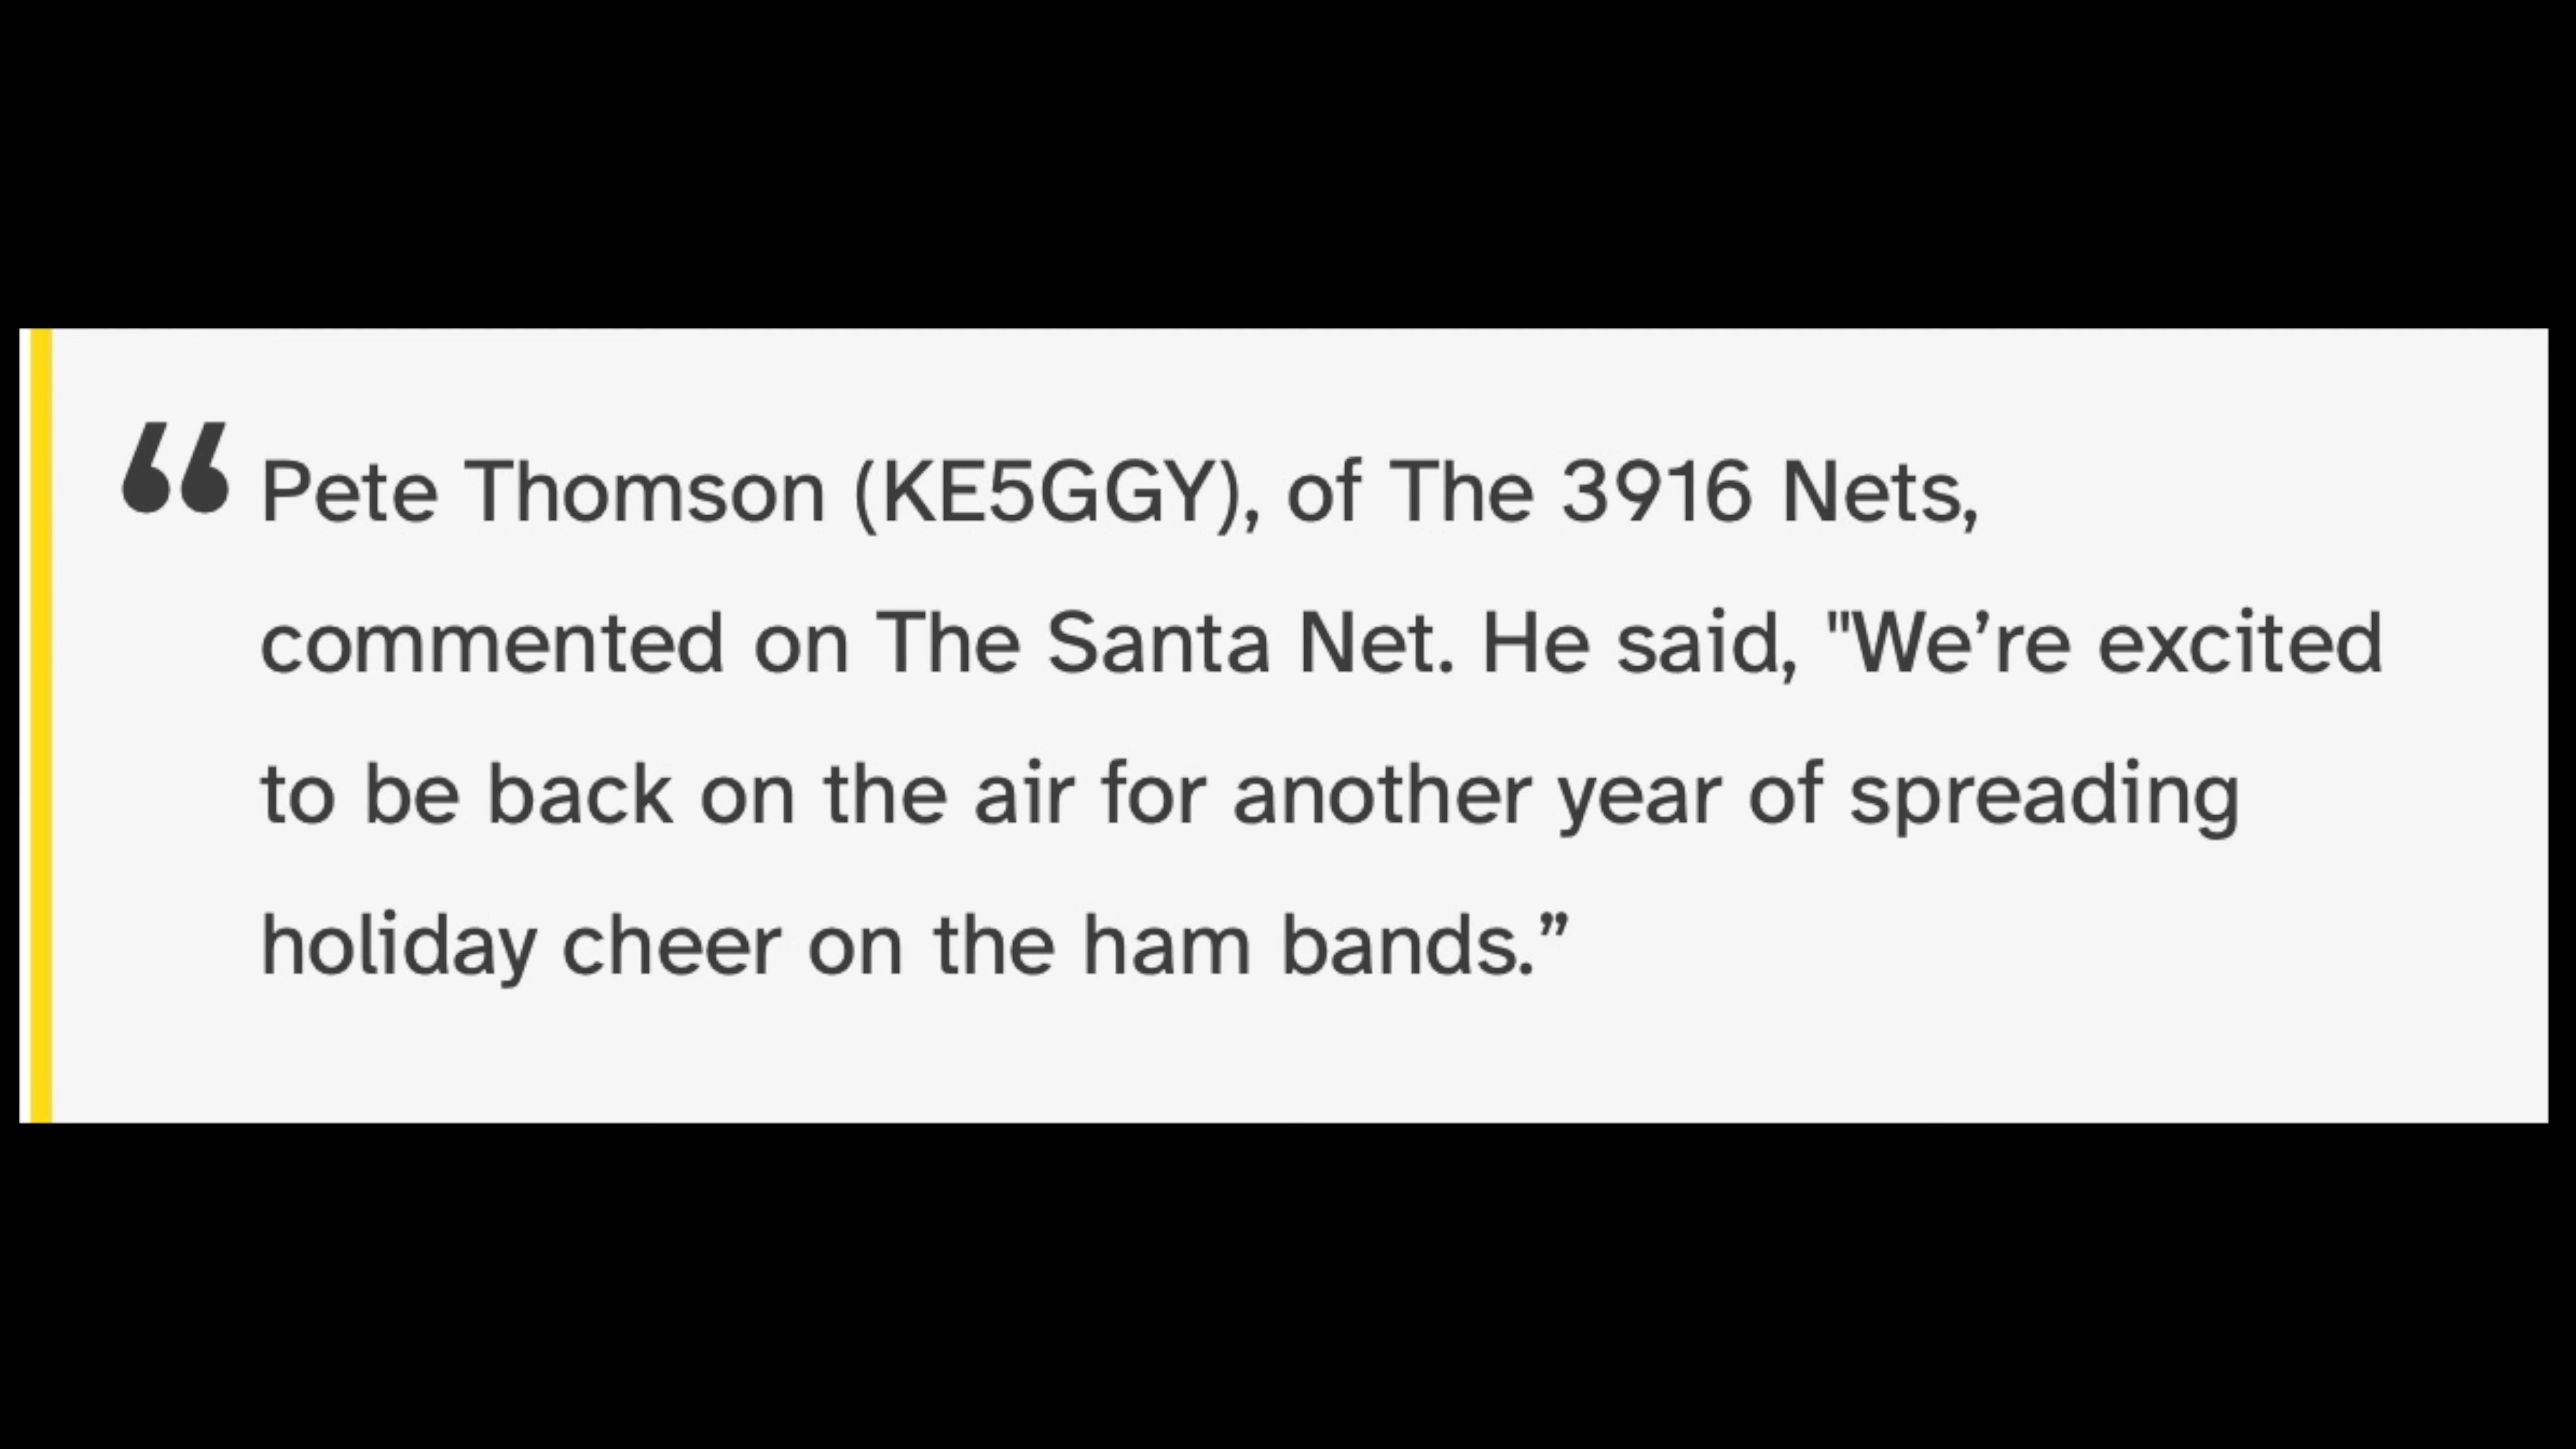 “Pete Thomson (KE5GGY), of The 3916 Nets,
commented on The Santa Net. He said, "We’re excited
to be back on the air for another year of spreading
holiday cheer on the ham bands.”